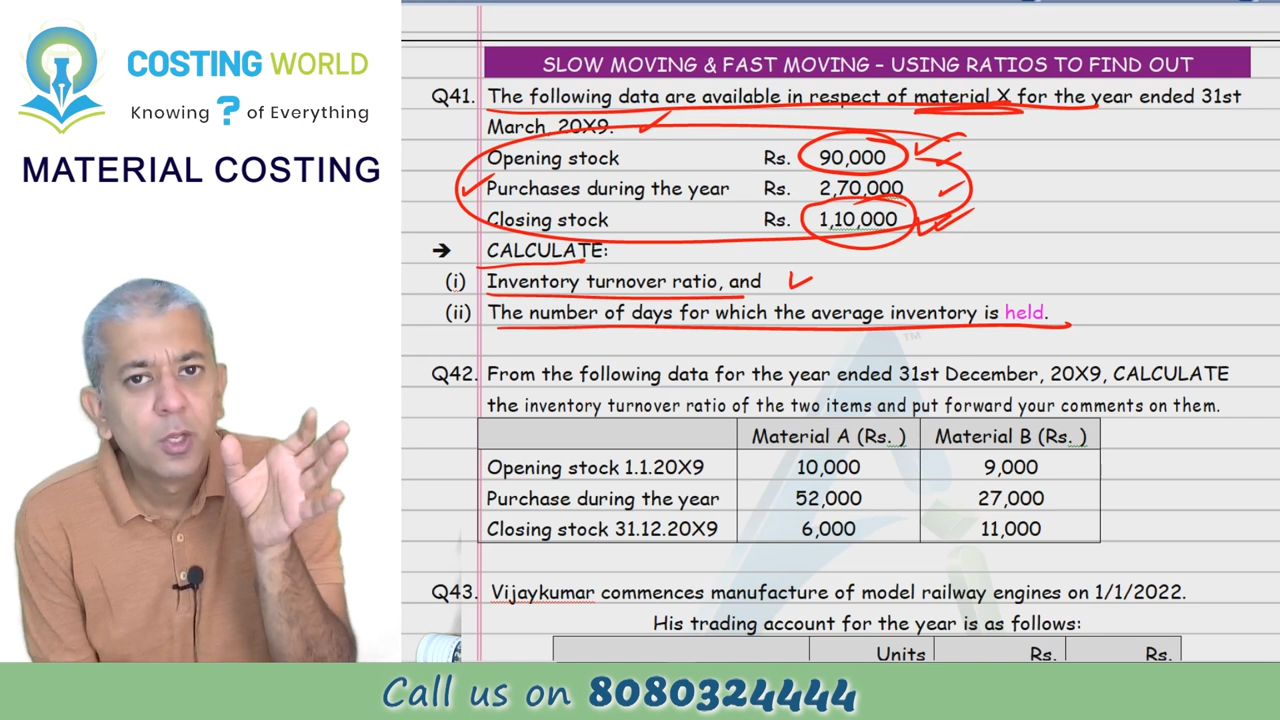 COSTING WORLD
Knowing ? of Everything
MATERIAL COSTING
SLOW MOVING & FAST MOVING – USING RATIOS TO FIND OUT
Q41. The following data are available in respect of material X for the year ended 31st
March, 20X9.
Opening stock Rs. 90,000
Purchases during the year Rs. 2,70,000
Closing stock Rs. 1,10,000
➔ CALCULATE:
(i) Inventory turnover ratio, and
(ii) The number of days for which the average inventory is held.
TM
Q42. From the following data for the year ended 31st December, 20X9, CALCULATE
the inventory turnover ratio of the two items and put forward your comments on them.
Material A (Rs. ) Material B (Rs. )
Opening stock 1.1.20X9 10,000 9,000
Purchase during the year 52,000 27,000
Closing stock 31.12.20X9 6,000 11,000
Q43. Vijaykumar commences manufacture of model railway engines on 1/1/2022.
His trading account for the year is as follows:
Units Rs. Rs.
Call us on 8080324444